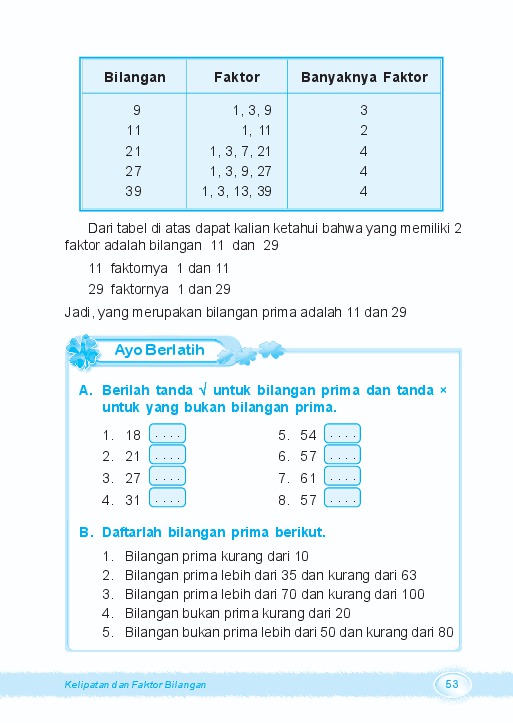 Bilangan Faktor Banyaknya Faktor
9 1, 3, 9 3
11 1, 11 2
21 1, 3, 7, 21 4
27 1, 3, 9, 27 4
39 1, 3, 13, 39 4
Dari tabel di atas dapat kalian ketahui bahwa yang memiliki 2
faktor adalah bilangan 11 dan 29
11 faktornya 1 dan 11
29 faktornya 1 dan 29
Jadi, yang merupakan bilangan prima adalah 11 dan 29
Ayo Berlatih
A. Berilah tanda √ untuk bilangan prima dan tanda ×
untuk yang bukan bilangan prima.
1. 18 . . . .
2. 21 . . . .
3. 27 . . . .
4. 31 . . . .
5. 54 . . . .
6. 57 . . . .
7. 61 . . . .
8. 57 . . . .
B. Daftarlah bilangan prima berikut.
1. Bilangan prima kurang dari 10
2. Bilangan prima lebih dari 35 dan kurang dari 63
3. Bilangan prima lebih dari 70 dan kurang dari 100
4. Bilangan bukan prima kurang dari 20
5. Bilangan bukan prima lebih dari 50 dan kurang dari 80
Kelipatan dan Faktor Bilangan 53